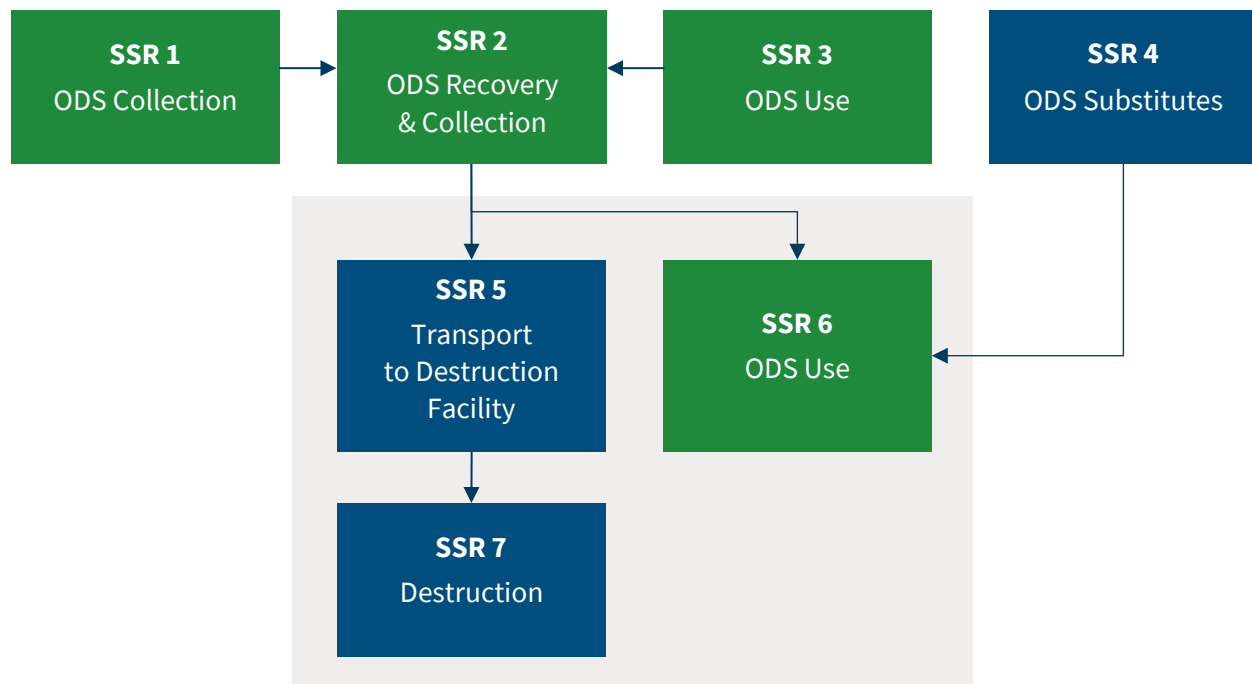 SSR 1
ODS Collection
SSR 2
ODS Recovery
& Collection
SSR 3
ODS Use
SSR 4
ODS Substitutes
SSR 5
Transport
to Destruction
Facility
SSR 6
ODS Use
SSR 7
Destruction